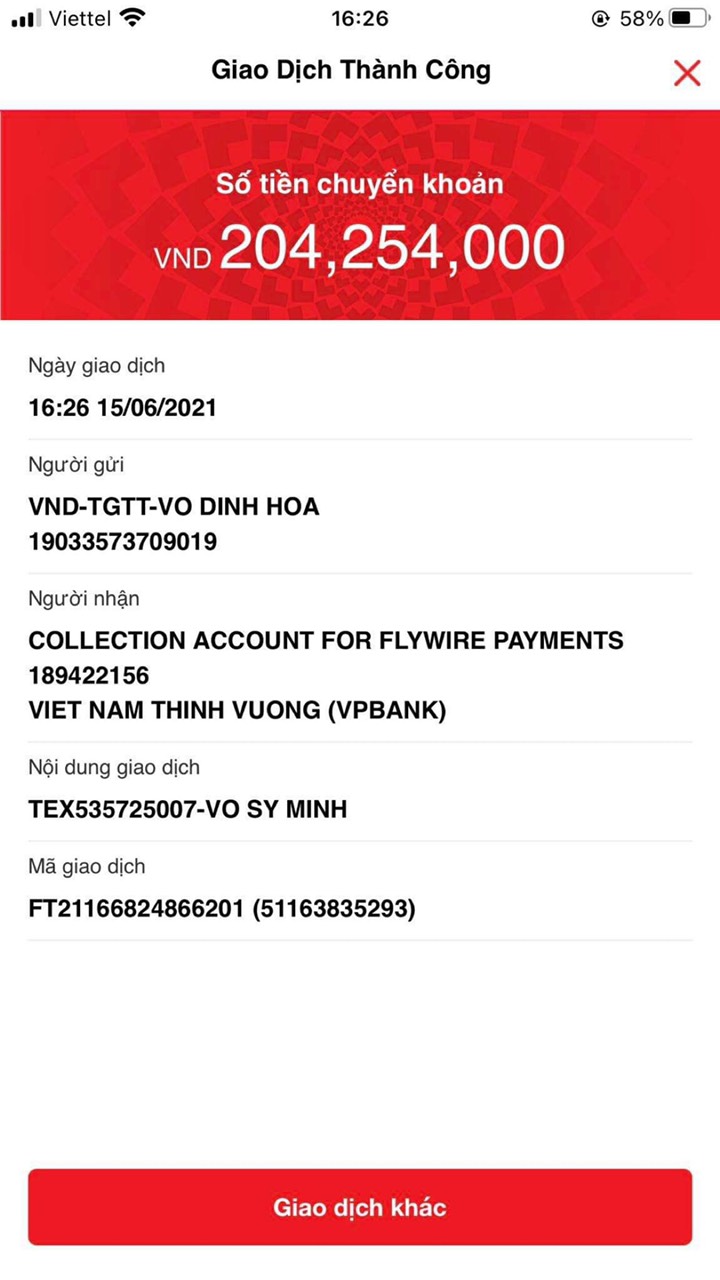 Viettel 16:26 58%
Giao Dịch Thành Công
Số tiền chuyển khoản
VND 204,254,000
Ngày giao dịch
16:26 15/06/2021
Người gửi
VND-TGTT-VO DINH HOA
19033573709019
Người nhận
COLLECTION ACCOUNT FOR FLYWIRE PAYMENTS
189422156
VIET NAM THINH VUONG (VPBANK)
Nội dung giao dịch
TEX535725007-VO SY MINH
Mã giao dịch
FT21166824866201 (51163835293)
Giao dịch khác